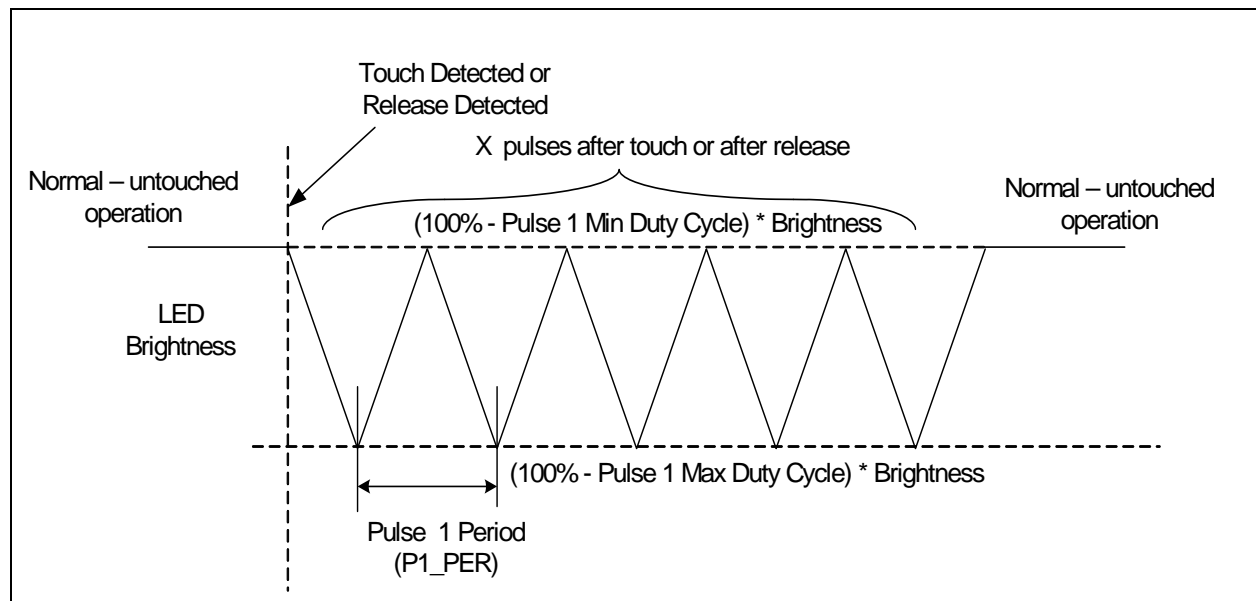 Touch Detected or
Release Detected
X pulses after touch or after release
Normal – untouched
operation
Normal – untouched
operation
(100% - Pulse 1 Min Duty Cycle) * Brightness
LED
Brightness
(100% - Pulse 1 Max Duty Cycle) * Brightness
Pulse 1 Period
(P1_PER)